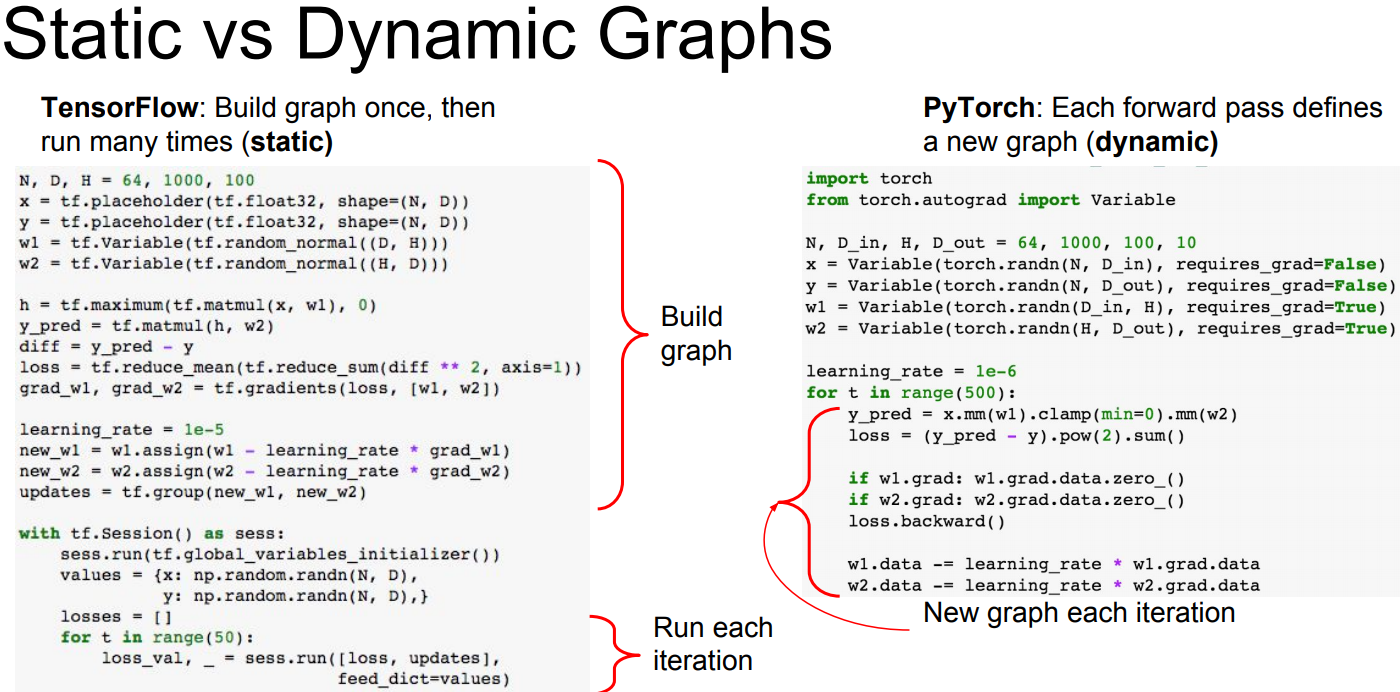 Static vs Dynamic Graphs
TensorFlow: Build graph once, then
run many times (static)
N, D, H = 64, 1000, 100
x = tf.placeholder(tf.float32, shape=(N, D))
y = tf.placeholder(tf.float32, shape=(N, D))
w1 = tf.Variable(tf.random_normal((D, H)))
w2 = tf.Variable(tf.random_normal((H, D)))
h = tf.maximum(tf.matmul(x, w1), 0)
y_pred = tf.matmul(h, w2)
diff = y_pred - y
loss = tf.reduce_mean(tf.reduce_sum(diff ** 2, axis=1))
grad_w1, grad_w2 = tf.gradients(loss, [w1, w2])
learning_rate = 1e-5
new_w1 = w1.assign(w1 - learning_rate * grad_w1)
new_w2 = w2.assign(w2 - learning_rate * grad_w2)
updates = tf.group(new_w1, new_w2)
with tf.Session() as sess:
    sess.run(tf.global_variables_initializer())
    values = {x: np.random.randn(N, D),
              y: np.random.randn(N, D),}
    losses = []
    for t in range(50):
        loss_val, _ = sess.run([loss, updates],
                               feed_dict=values)
Build
graph
Run each
iteration
PyTorch: Each forward pass defines
a new graph (dynamic)
import torch
from torch.autograd import Variable
N, D_in, H, D_out = 64, 1000, 100, 10
x = Variable(torch.randn(N, D_in), requires_grad=False)
y = Variable(torch.randn(N, D_out), requires_grad=False)
w1 = Variable(torch.randn(D_in, H), requires_grad=True)
w2 = Variable(torch.randn(H, D_out), requires_grad=True)
learning_rate = 1e-6
for t in range(500):
    y_pred = x.mm(w1).clamp(min=0).mm(w2)
    loss = (y_pred - y).pow(2).sum()
    if w1.grad: w1.grad.data.zero_()
    if w2.grad: w2.grad.data.zero_()
    loss.backward()
    w1.data -= learning_rate * w1.grad.data
    w2.data -= learning_rate * w2.grad.data
New graph each iteration